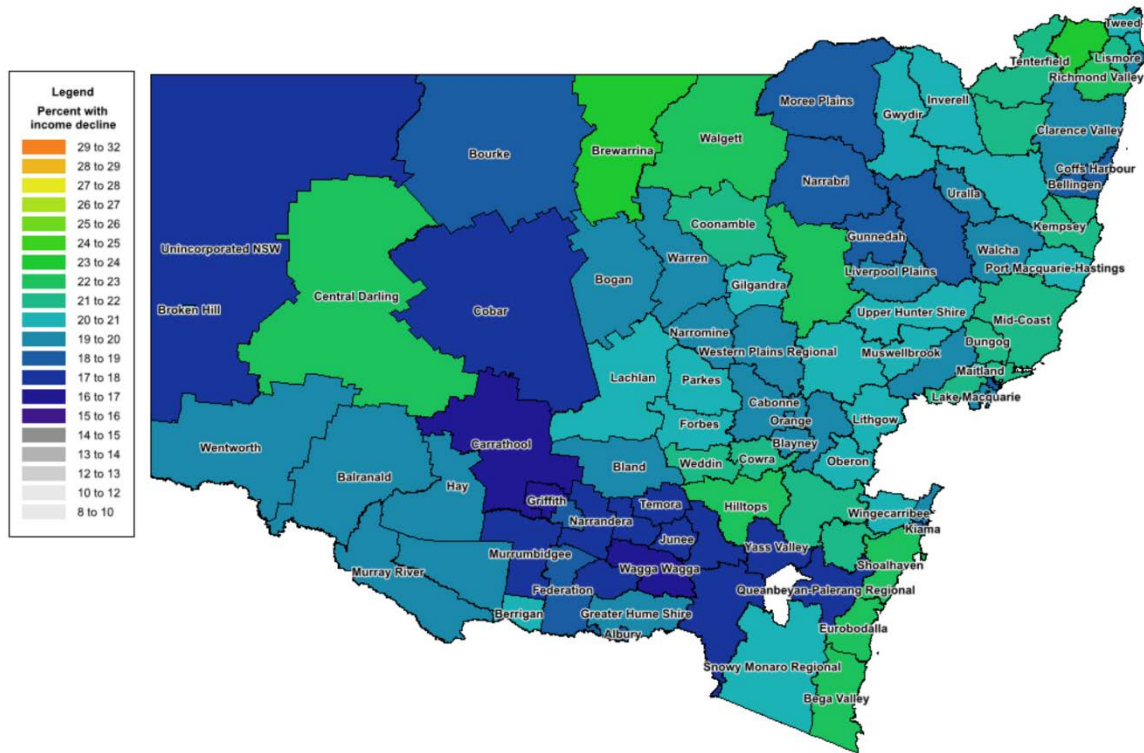 Legend
Percent with
income decline
29 to 32
28 to 29
27 to 28
26 to 27
25 to 26
24 to 25
23 to 24
22 to 23
21 to 22
20 to 21
19 to 20
18 to 19
17 to 18
16 to 17
15 to 16
14 to 15
13 to 14
12 to 13
10 to 12
8 to 10
Tweed
Tenterfield
Lismore
Richmond Valley
Moree Plains
Gwydir
Inverell
Clarence Valley
Bourke
Brewarrina
Walgett
Coffs Harbour
Bellingen
Narrabri
Uralla
Kempsey
Coonamble
Gunnedah
Walcha
Unincorporated NSW
Warren
Bogan
Liverpool Plains
Port Macquarie-Hastings
Gilgandra
Central Darling
Broken Hill
Cobar
Upper Hunter Shire
Mid-Coast
Narromine
Dungog
Western Plains Regional
Muswellbrook
Maitland
Lachlan
Parkes
Lake Macquarie
Cabonne
Orange
Lithgow
Forbes
Carrathool
Blayney
Wentworth
Weddin
Cowra
Oberon
Balranald
Hay
Bland
Griffith
Temora
Hilltops
Wingecarribee
Kiama
Narrandera
Junee
Yass Valley
Murrumbidgee
Shoalhaven
Murray River
Wagga Wagga
Federation
Queanbeyan-Palerang Regional
Berrigan
Greater Hume Shire
Albury
Eurobodalla
Snowy Monaro Regional
Bega Valley